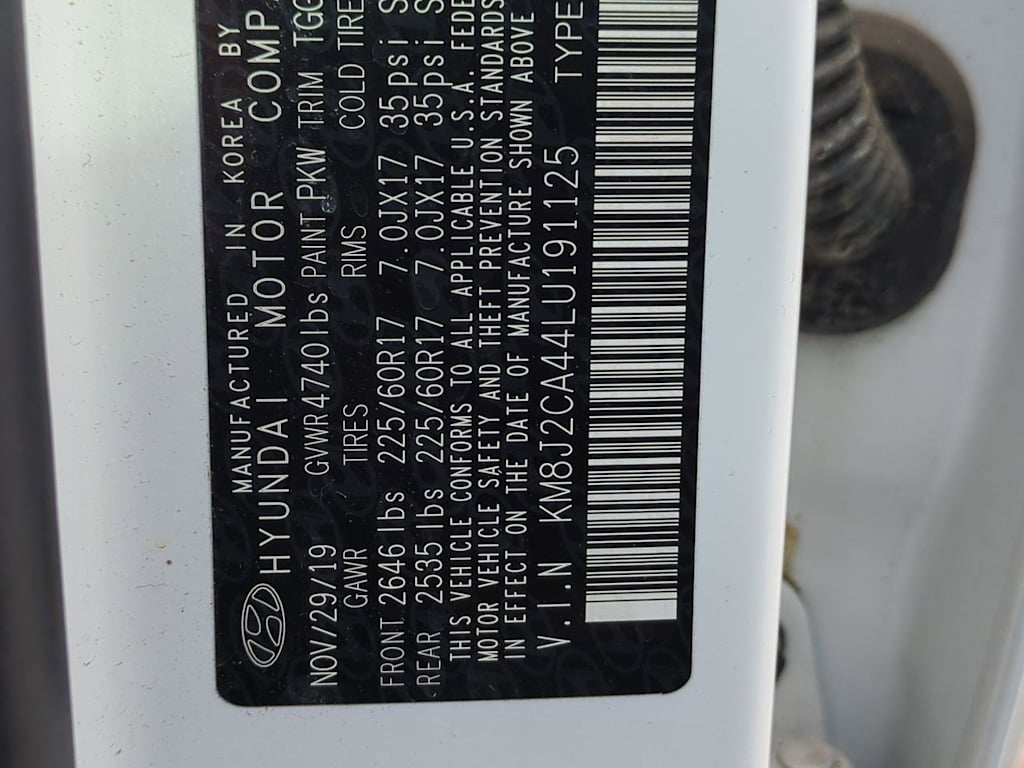 MANUFACTURED IN KOREA BY
HYUNDAI MOTOR COMP
NOV/29/19 GVWR4740lbs PAINT PKW TRIM TGG
GAWR TIRES RIMS COLD TIRE
FRONT 2646lbs 225/60R17 7.0JX17 35psi S
REAR 2535lbs 225/60R17 7.0JX17 35psi S
THIS VEHICLE CONFORMS TO ALL APPLICABLE U.S.A. FEDE
MOTOR VEHICLE SAFETY AND THEFT PREVENTION STANDARDS
IN EFFECT ON THE DATE OF MANUFACTURE SHOWN ABOVE
V.I.N KM8J2CA44LU191125 TYPE